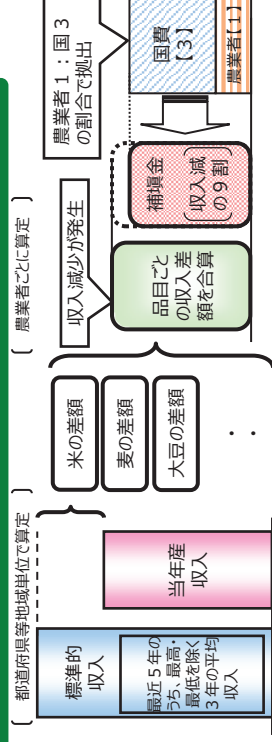 〔都道府県等地域単位で算定〕
標準的
収入
最近5年の
うち、最高・
最低を除く
3年の平均
収入
当年産
収入
〔農業者ごとに算定〕
米の差額
麦の差額
大豆の差額
・
・
収入減少が発生
品目ごと
の収入差
額を合算
補填金
(収入減
の9割)
農業者1:国3
の割合で拠出
国費
【3】
農業者【1】